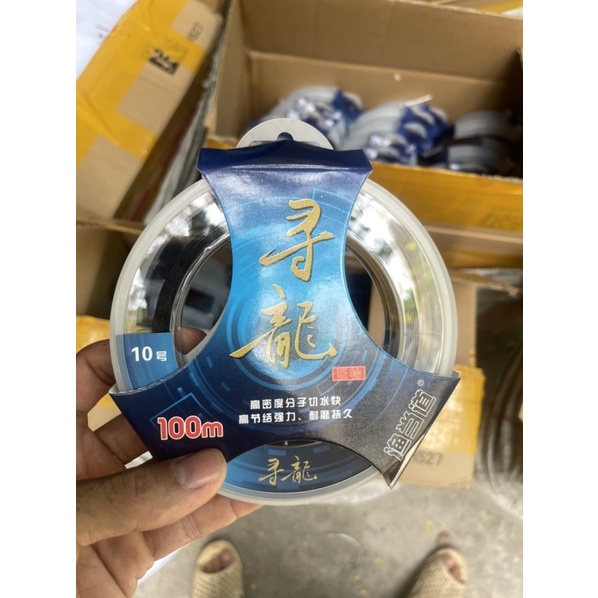 寻龍
10号
100m
高密度分子切水快
高节结强力、耐磨持久
渔当道®
寻龍
527